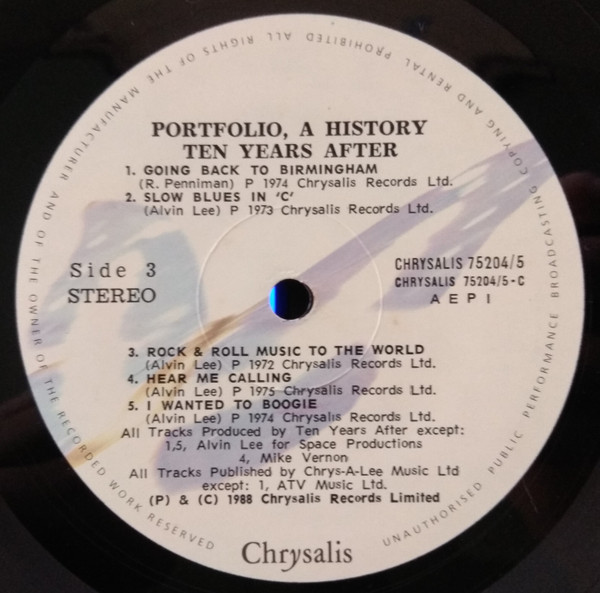 PORTFOLIO, A HISTORY
TEN YEARS AFTER
1. GOING BACK TO BIRMINGHAM
(R. Penniman) P 1974 Chrysalis Records Ltd.
2. SLOW BLUES IN 'C'
(Alvin Lee) P 1973 Chrysalis Records Ltd.
Side 3
STEREO
CHRYSALIS 75204/5
CHRYSALIS 75204/5-C
A E P I
3. ROCK & ROLL MUSIC TO THE WORLD
(Alvin Lee) P 1972 Chrysalis Records Ltd.
4. HEAR ME CALLING
(Alvin Lee) P 1975 Chrysalis Records Ltd.
5. I WANTED TO BOOGIE
(Alvin Lee) P 1974 Chrysalis Records Ltd.
All Tracks Produced by Ten Years After except:
1,5, Alvin Lee for Space Productions
4, Mike Vernon
All Tracks Published by Chrys-A-Lee Music Ltd
except: 1, ATV Music Ltd.
(P) & (C) 1988 Chrysalis Records Limited
Chrysalis
ALL RIGHTS OF THE MANUFACTURER AND OF THE OWNER OF THE RECORDED WORK RESERVED
UNAUTHORISED PUBLIC PERFORMANCE BROADCASTING COPYING AND RENTAL PROHIBITED